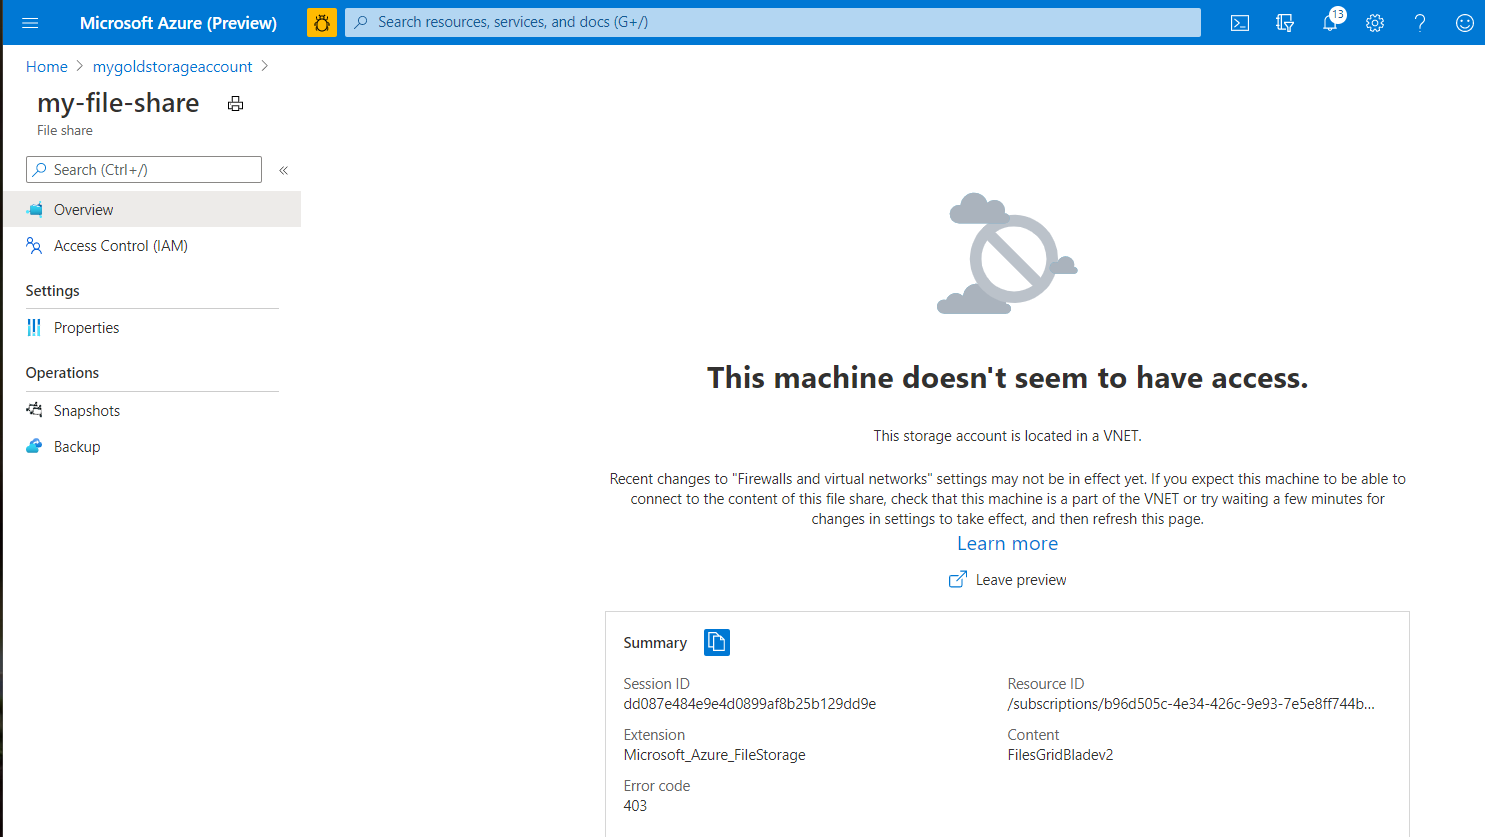 Microsoft Azure (Preview)
Search resources, services, and docs (G+/)
13
Home > mygoldstorageaccount >
my-file-share
File share
Search (Ctrl+/)
«
Overview
Access Control (IAM)
Settings
Properties
Operations
Snapshots
Backup
This machine doesn't seem to have access.
This storage account is located in a VNET.
Recent changes to "Firewalls and virtual networks" settings may not be in effect yet. If you expect this machine to be able to
connect to the content of this file share, check that this machine is a part of the VNET or try waiting a few minutes for
changes in settings to take effect, and then refresh this page.
Learn more
Leave preview
Summary
Session ID
dd087e484e9e4d0899af8b25b129dd9e
Resource ID
/subscriptions/b96d505c-4e34-426c-9e93-7e5e8ff744b...
Extension
Microsoft_Azure_FileStorage
Content
FilesGridBladev2
Error code
403